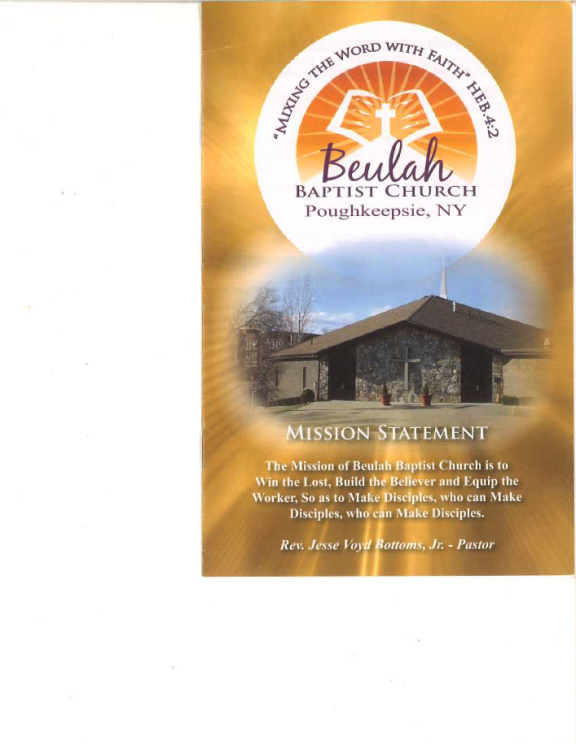 "MIXING THE WORD WITH FAITH" HEB.4:2
Beulah
BAPTIST CHURCH
Poughkeepsie, NY
MISSION STATEMENT
The Mission of Beulah Baptist Church is to
Win the Lost, Build the Believer and Equip the
Worker, So as to Make Disciples, who can Make
Disciples, who can Make Disciples.
Rev. Jesse Voyd Bottoms, Jr. - Pastor